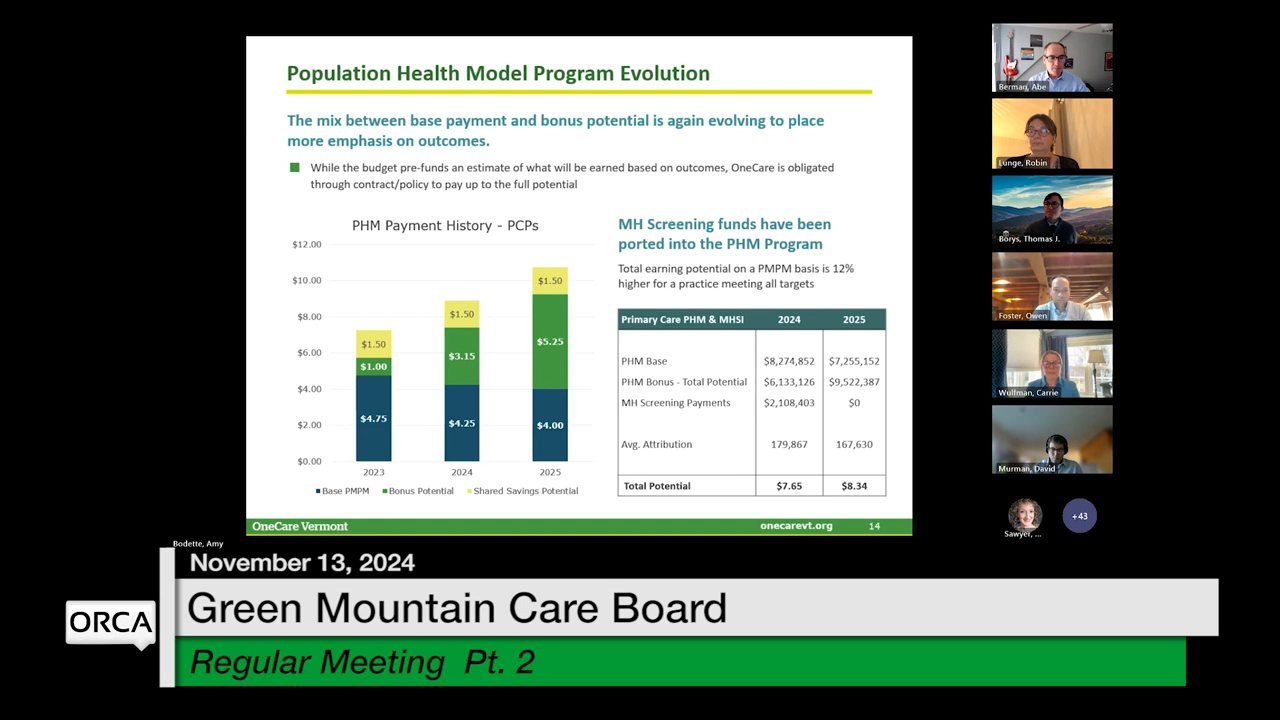 Population Health Model Program Evolution
The mix between base payment and bonus potential is again evolving to place
more emphasis on outcomes.
While the budget pre-funds an estimate of what will be earned based on outcomes, OneCare is obligated
through contract/policy to pay up to the full potential
PHM Payment History - PCPs
$12.00
$10.00
$8.00
$6.00
$4.00
$2.00
$0.00
$1.50
$1.00
$4.75
$1.50
$3.15
$4.25
$1.50
$5.25
$4.00
2023 2024 2025
Base PMPM Bonus Potential Shared Savings Potential
MH Screening funds have been
ported into the PHM Program
Total earning potential on a PMPM basis is 12%
higher for a practice meeting all targets
Primary Care PHM & MHSI 2024 2025
PHM Base $8,274,852 $7,255,152
PHM Bonus - Total Potential $6,133,126 $9,522,387
MH Screening Payments $2,108,403 $0
Avg. Attribution 179,867 167,630
Total Potential $7.65 $8.34
OneCare Vermont onecarevt.org 14
Berman, Abe
Lunge, Robin
Borys, Thomas J.
Foster, Owen
Wulfman, Carrie
Murman, David
Sawyer, ...
+43
Bodette, Amy
November 13, 2024
ORCA
Green Mountain Care Board
Regular Meeting Pt. 2